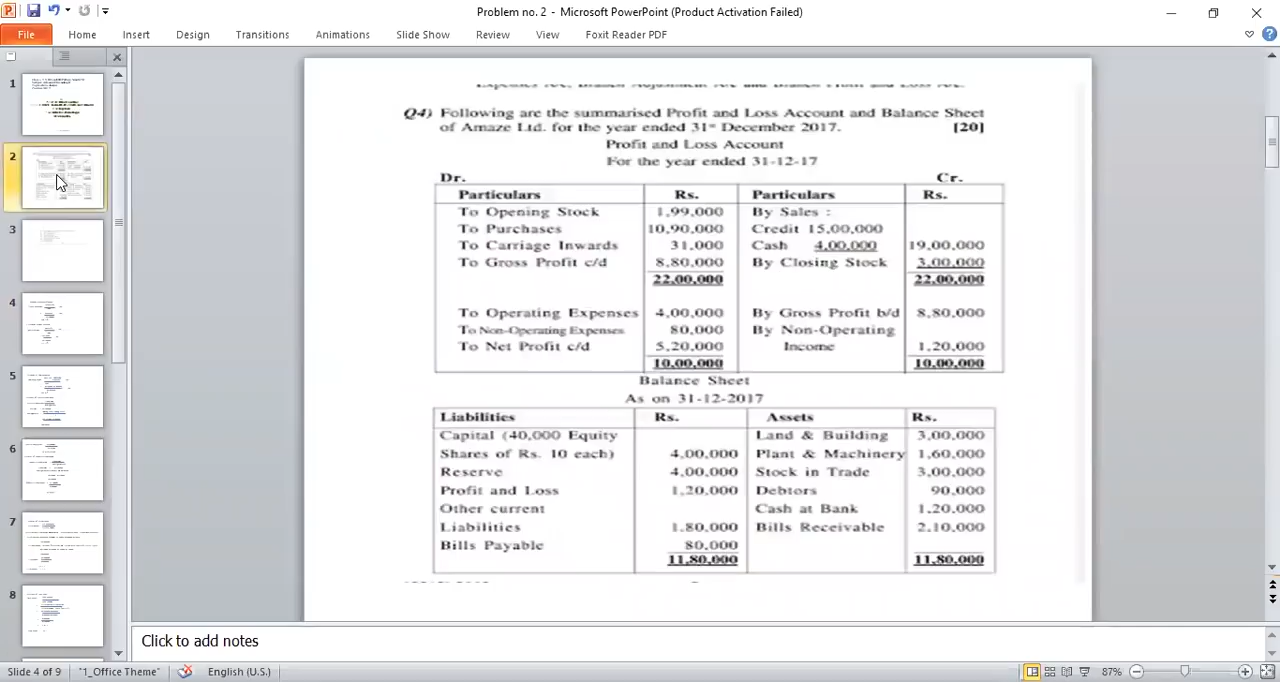 Problem no. 2 - Microsoft PowerPoint (Product Activation Failed)
File Home Insert Design Transitions Animations Slide Show Review View Foxit Reader PDF
1
2
3
4
5
6
7
8
Q4) Following are the summarised Profit and Loss Account and Balance Sheet
of Amaze Ltd. for the year ended 31st December 2017. [20]
Profit and Loss Account
For the year ended 31-12-17
Dr. Cr.
Particulars Rs. Particulars Rs.
To Opening Stock 1,99,000 By Sales :
To Purchases 10,90,000 Credit 15,00,000
To Carriage Inwards 31,000 Cash 4,00,000 19,00,000
To Gross Profit c/d 8,80,000 By Closing Stock 3,00,000
22,00,000 22,00,000
To Operating Expenses 4,00,000 By Gross Profit b/d 8,80,000
To Non-Operating Expenses 80,000 By Non-Operating
To Net Profit c/d 5,20,000 Income 1,20,000
10,00,000 10,00,000
Balance Sheet
As on 31-12-2017
Liabilities Rs. Assets Rs.
Capital (40,000 Equity Land & Building 3,00,000
Shares of Rs. 10 each) 4,00,000 Plant & Machinery 1,60,000
Reserve 4,00,000 Stock in Trade 3,00,000
Profit and Loss 1,20,000 Debtors 90,000
Other current Cash at Bank 1,20,000
Liabilities 1,80,000 Bills Receivable 2,10,000
Bills Payable 80,000
11,80,000 11,80,000
Click to add notes
Slide 4 of 9 "1_Office Theme" English (U.S.) 87%